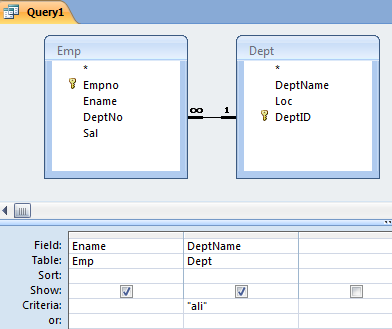 Query1
Emp
*
Empno
Ename
DeptNo
Sal
∞ 1
Dept
*
DeptName
Loc
DeptID
Field: Ename DeptName
Table: Emp Dept
Sort:
Show:
Criteria: "ali"
or: